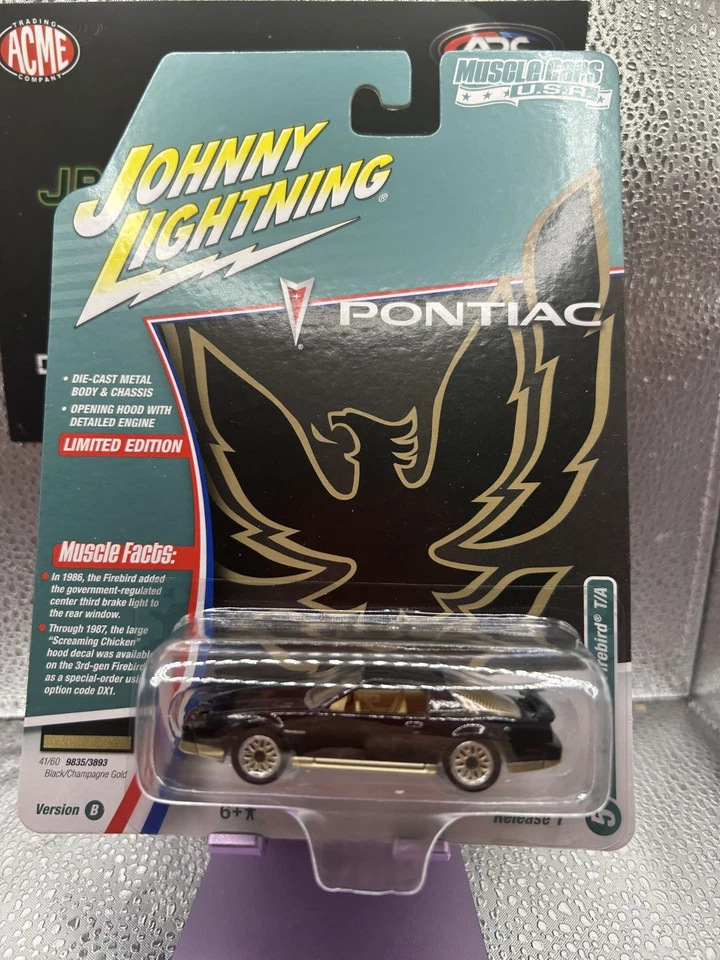 TRADING
ACME
COMPANY
Muscle Cars
U.S.A.
JOHNNY
LIGHTNING®
PONTIAC
• DIE-CAST METAL
BODY & CHASSIS
• OPENING HOOD WITH
DETAILED ENGINE
LIMITED EDITION
Muscle Facts:
• In 1986, the Firebird added
the government-regulated
center third brake light to
the rear window.
• Through 1987, the large
"Screaming Chicken"
hood decal was available
on the 3rd-gen Firebird
as a special-order using
option code DX1.
41/60 9835/3893
Black/Champagne Gold
Version B
6+
Release 1
5
Firebird® T/A